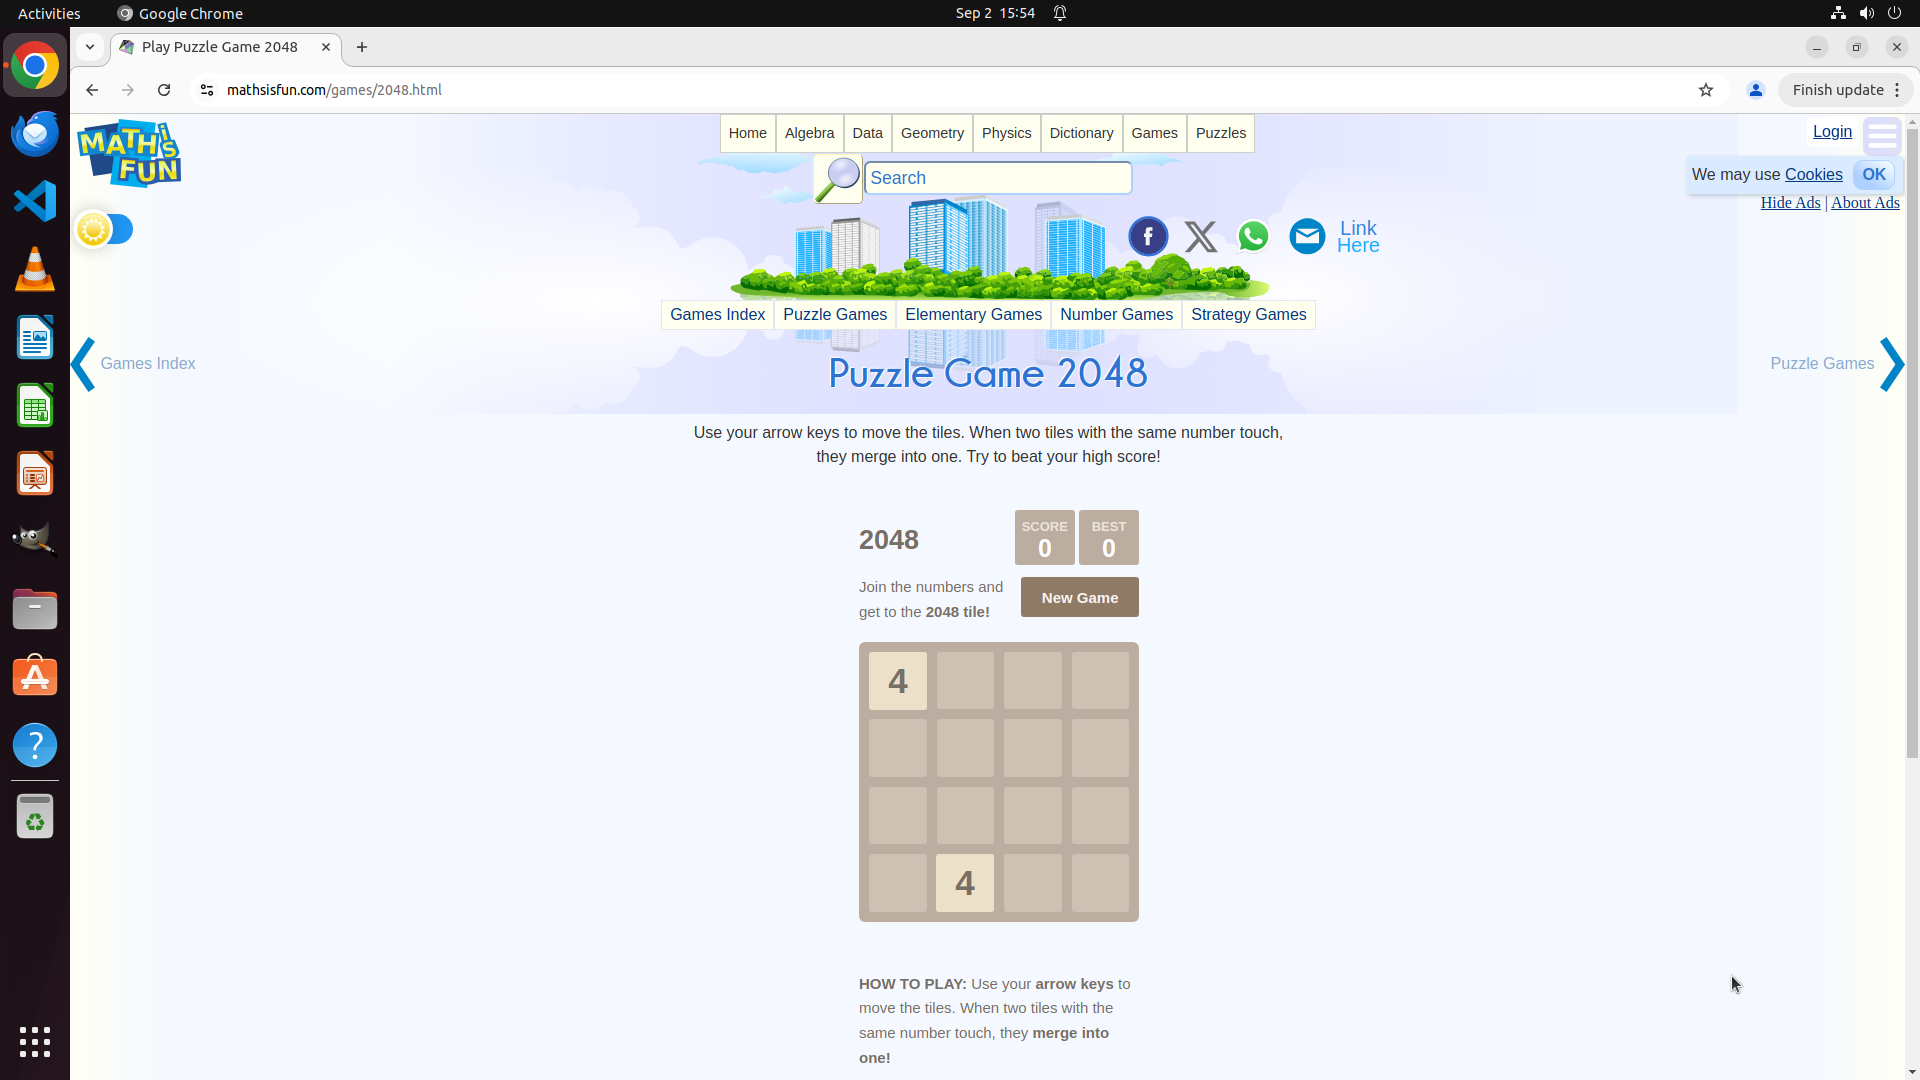 Activities
Google Chrome
Sep 2 15:54
Play Puzzle Game 2048
mathsisfun.com/games/2048.html
Finish update
MATH iS FUN
Home
Algebra
Data
Geometry
Physics
Dictionary
Games
Puzzles
Login
Search
We may use Cookies
OK
Hide Ads | About Ads
Link
Here
Games Index
Puzzle Games
Elementary Games
Number Games
Strategy Games
Games Index
Puzzle Games
Puzzle Game 2048
Use your arrow keys to move the tiles. When two tiles with the same number touch,
they merge into one. Try to beat your high score!
2048
SCORE
0
BEST
0
Join the numbers and
get to the 2048 tile!
New Game
4
4
HOW TO PLAY: Use your arrow keys to
move the tiles. When two tiles with the
same number touch, they merge into
one!